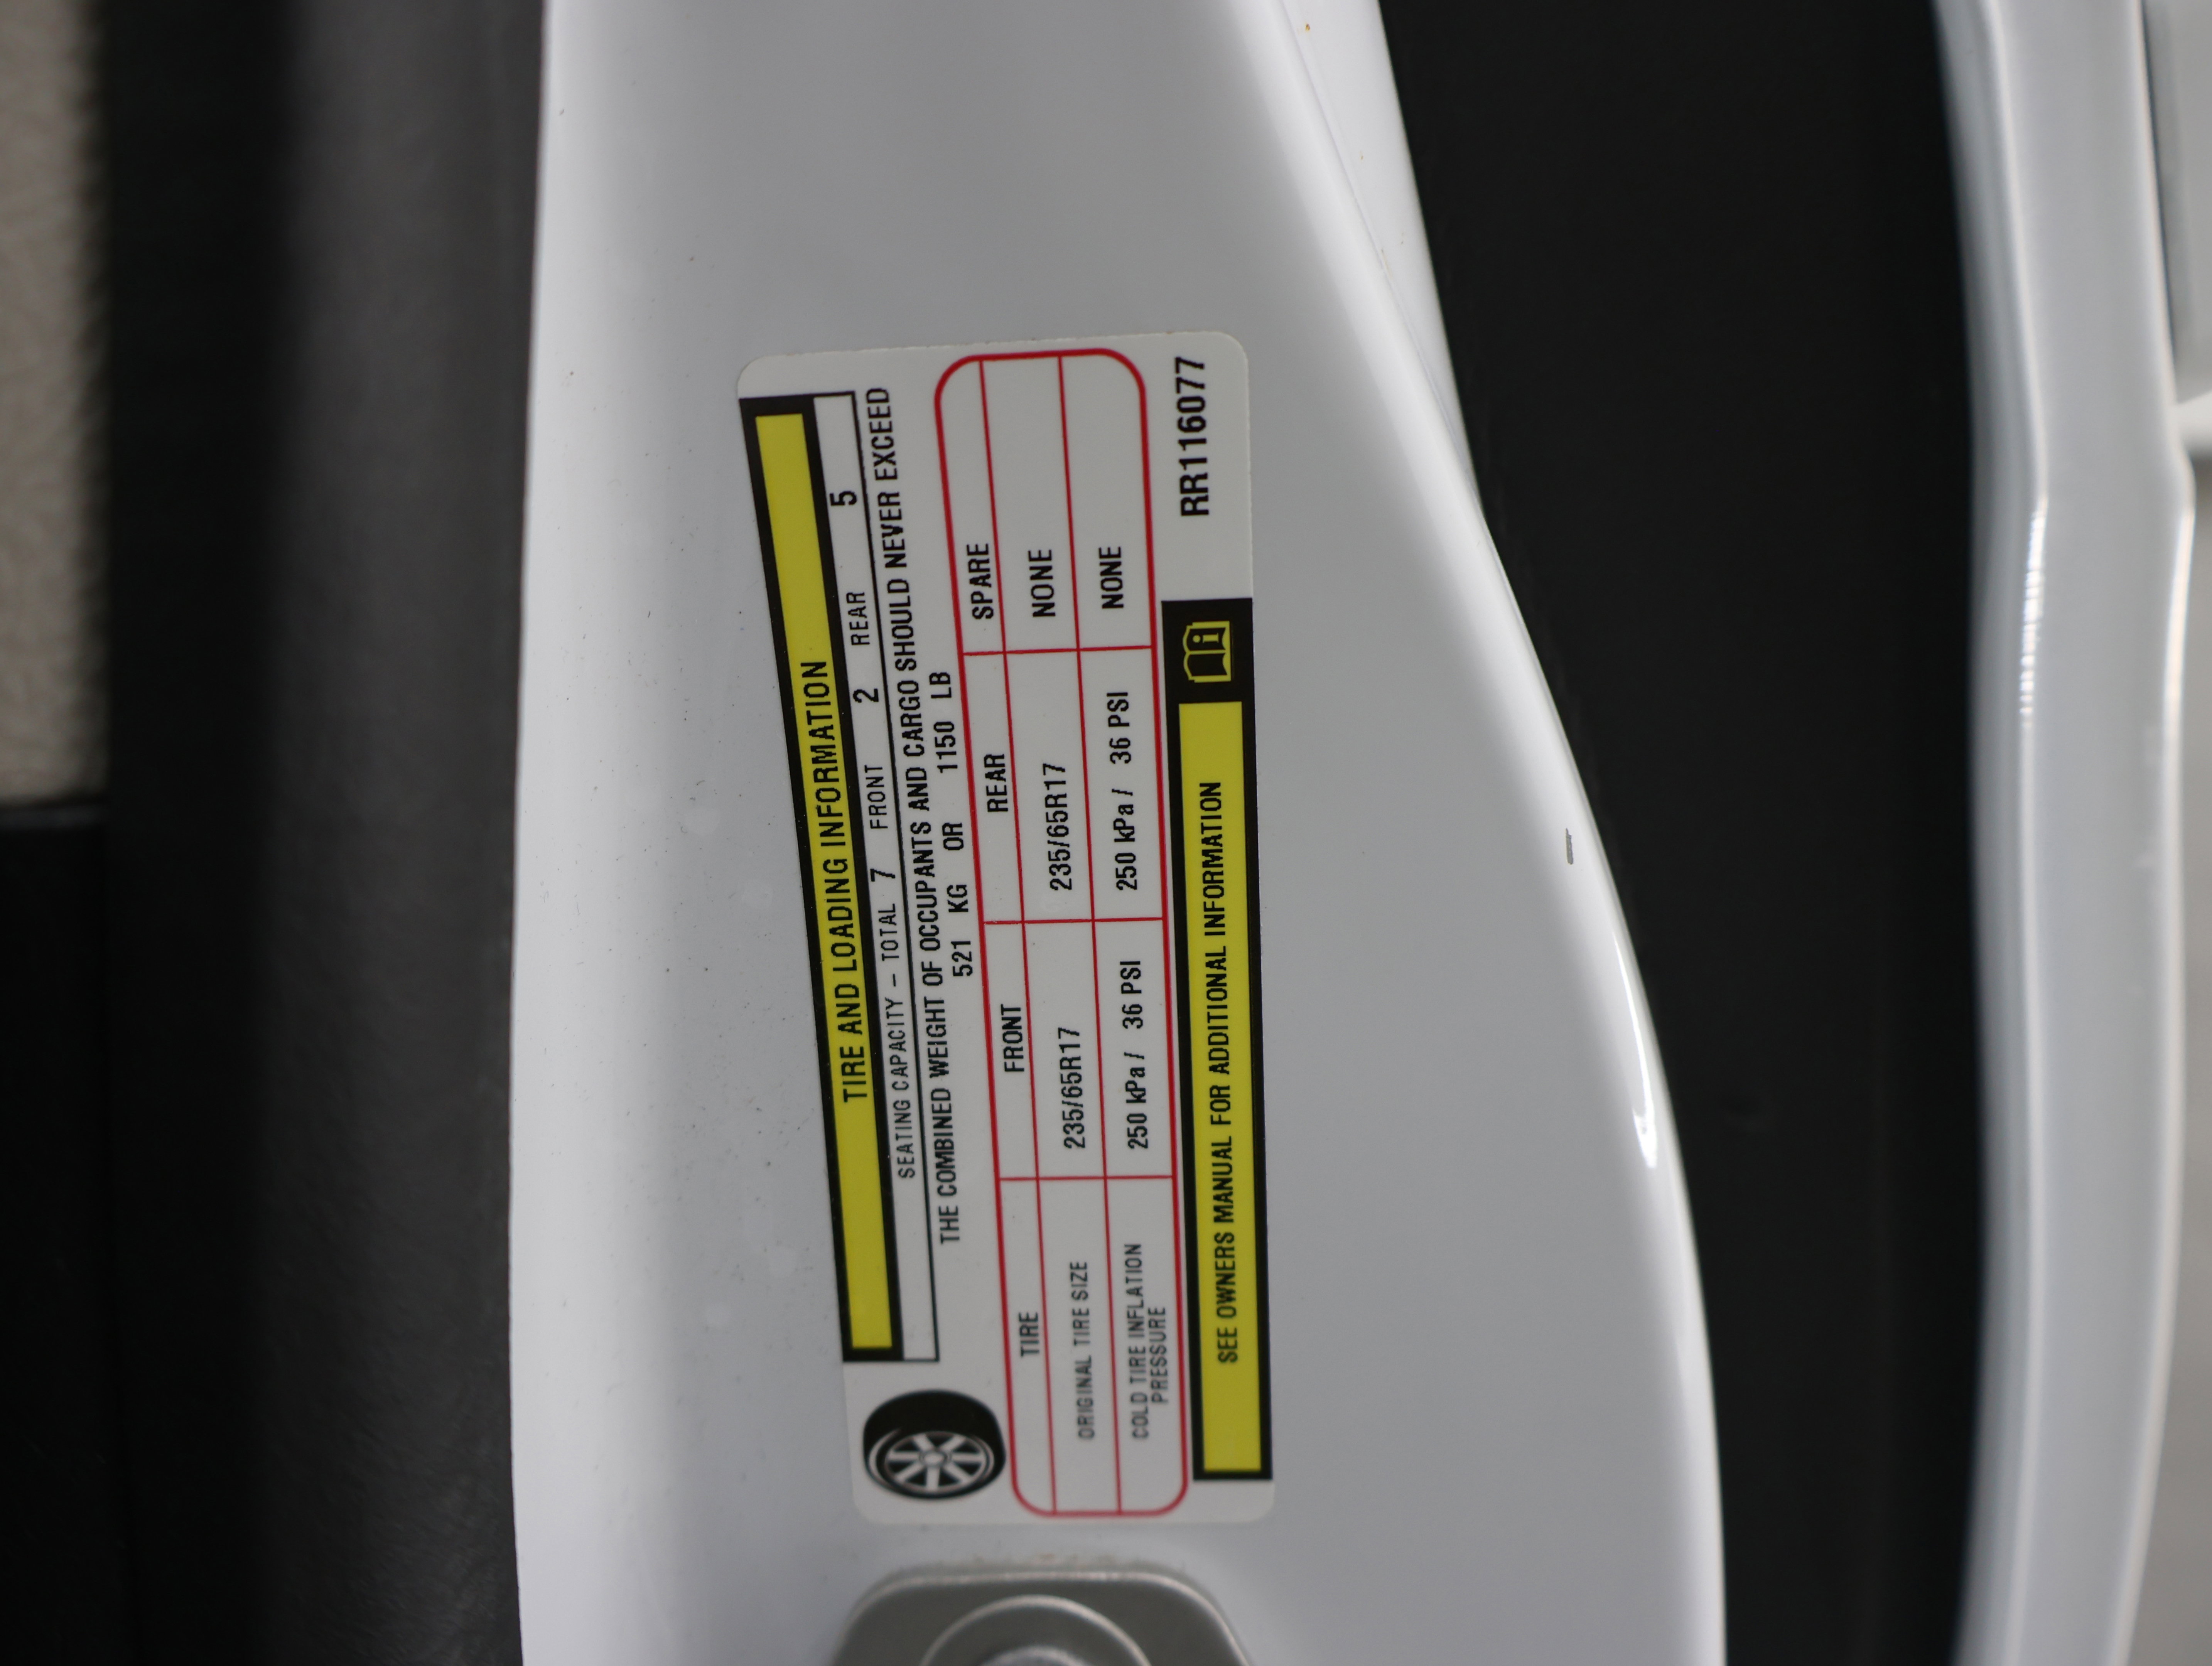 TIRE AND LOADING INFORMATION
SEATING CAPACITY – TOTAL 7 FRONT 2 REAR 5
THE COMBINED WEIGHT OF OCCUPANTS AND CARGO SHOULD NEVER EXCEED
521 KG OR 1150 LB
TIRE FRONT REAR SPARE
ORIGINAL TIRE SIZE 235/65R17 235/65R17 NONE
COLD TIRE INFLATION
PRESSURE 250 kPa / 36 PSI 250 kPa / 36 PSI NONE
SEE OWNERS MANUAL FOR ADDITIONAL INFORMATION
RR116077